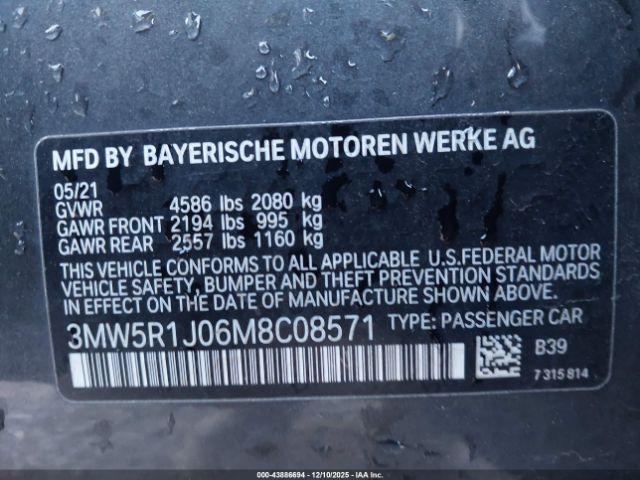 MFD BY BAYERISCHE MOTOREN WERKE AG
05/21
GVWR 4586 lbs 2080 kg
GAWR FRONT 2194 lbs 995 kg
GAWR REAR 2557 lbs 1160 kg
THIS VEHICLE CONFORMS TO ALL APPLICABLE U.S.FEDERAL MOTOR
VEHICLE SAFETY, BUMPER, AND THEFT PREVENTION STANDARDS
IN EFFECT ON THE DATE OF MANUFACTURE SHOWN ABOVE.
3MW5R1J06M8C08571 TYPE: PASSENGER CAR
B39
7 315 814
000-43886694 - 12/10/2025 - IAAI.COM